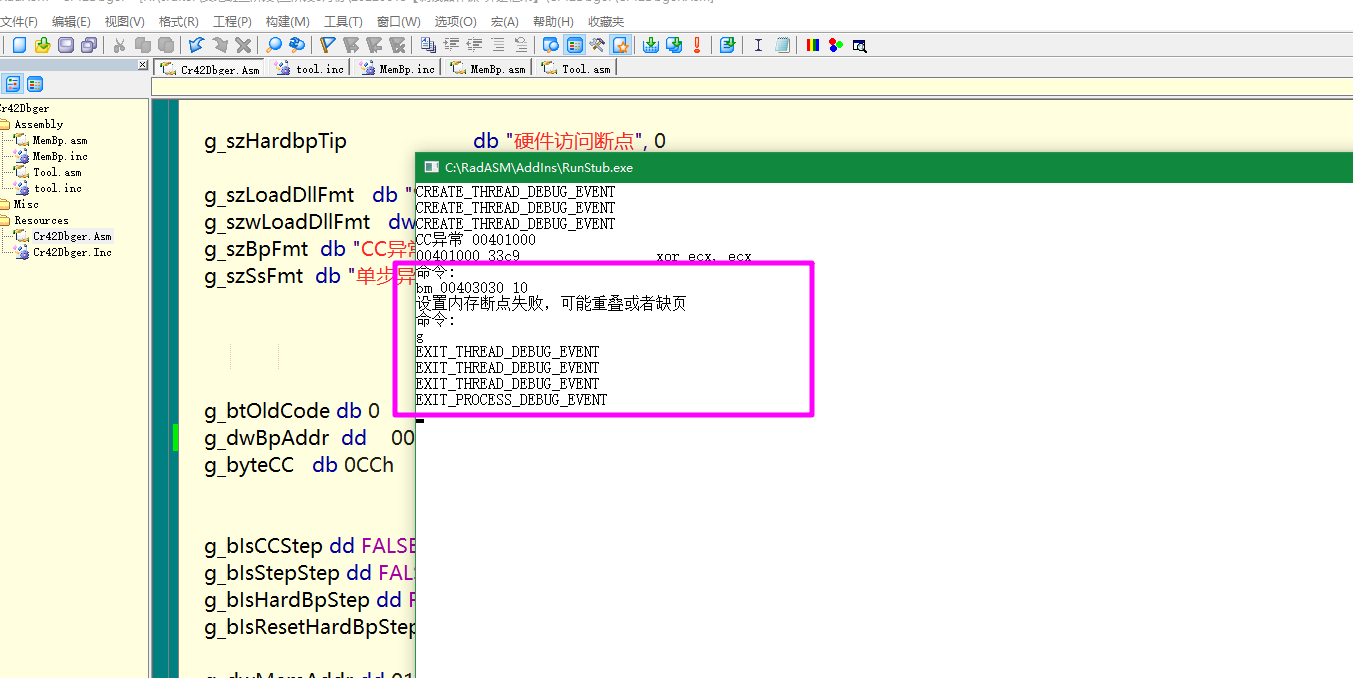 文件(F) 编辑(E) 视图(V) 格式(R) 工程(P) 构建(M) 工具(T) 窗口(W) 选项(O) 宏(A) 帮助(H) 收藏夹
Cr42Dbger.Asm tool.inc MemBp.inc MemBp.asm Tool.asm
Cr42Dbger
Assembly
MemBp.asm
MemBp.inc
Tool.asm
tool.inc
Misc
Resources
Cr42Dbger.Asm
Cr42Dbger.Inc
g_szHardbpTip db "硬件访问断点", 0
g_szLoadDllFmt db "
g_szwLoadDllFmt dw
g_szBpFmt db "CC异常
g_szSsFmt db "单步异
g_btOldCode db 0
g_dwBpAddr dd 00
g_byteCC db 0CCh
g_bIsCCStep dd FALSE
g_bIsStepStep dd FAL
g_bIsHardBpStep dd F
g_bIsResetHardBpStep
g_dwMemAddr dd 01
C:\RadASM\AddIns\RunStub.exe
CREATE_THREAD_DEBUG_EVENT
CREATE_THREAD_DEBUG_EVENT
CREATE_THREAD_DEBUG_EVENT
CC异常 00401000
00401000 33c9 xor ecx, ecx
命令:
bm 00403030 10
设置内存断点失败，可能重叠或者缺页
命令:
g
EXIT_THREAD_DEBUG_EVENT
EXIT_THREAD_DEBUG_EVENT
EXIT_THREAD_DEBUG_EVENT
EXIT_PROCESS_DEBUG_EVENT